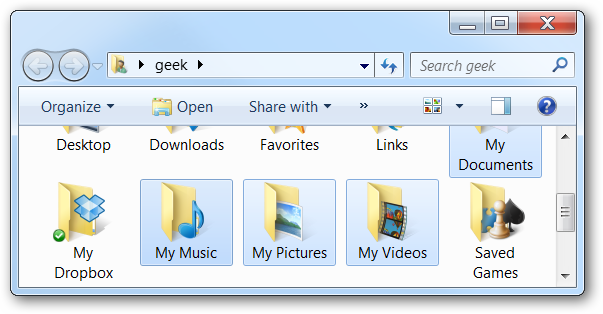 geek
Search geek
Organize
Open
Share with
»
Desktop
Downloads
Favorites
Links
My
Documents
My
Dropbox
My Music
My Pictures
My Videos
Saved
Games